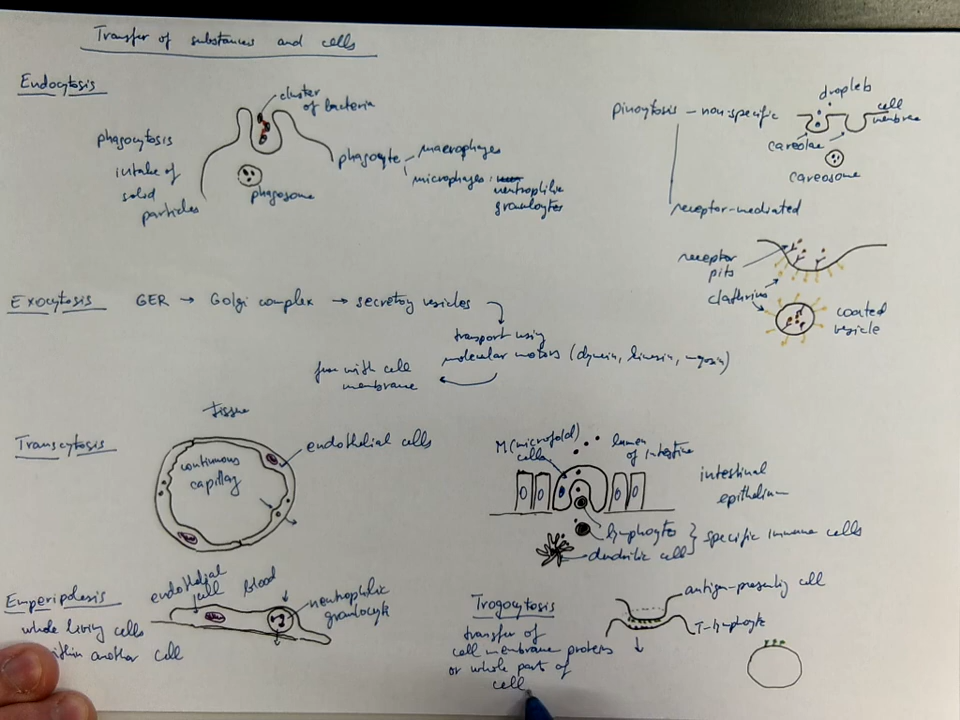 Transfer of substances and cells
Endocytosis
phagocytosis
intake of
solid
particles
cluster
of bacteria
phagosome
phagocyte
macrophages
microphages:
neutrophilic
granulocytes
pinocytosis - non-specific
droplets
cell
membrane
caveolae
caveosome
receptor-mediated
receptor
pits
clathrins
coated
vesicle
Exocytosis
GER → Golgi complex → secretory vesicles
transport using
molecular motors (dynein, kinesin, myosin)
fuse with cell
membrane
Transcytosis
tissue
continuous
capillary
endothelial cells
M (microfold)
cells
lumen
of intestine
intestinal
epithelium
lymphocytes
dendritic cell
} specific immune cells
Emperipolesis
whole living cells
within another cell
endothelial
cell
blood
neutrophilic
granulocyte
Trogocytosis
transfer of
cell membrane proteins
or whole part of
cell
antigen-presenting cell
T-lymphocyte